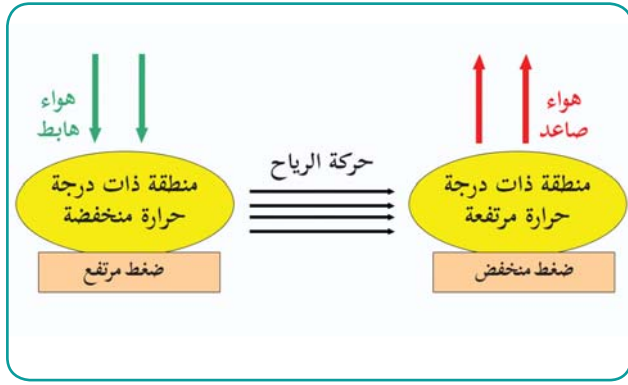 هواء
صاعد
هواء
هابط
حركة الرياح
منطقة ذات درجة
حرارة مرتفعة
منطقة ذات درجة
حرارة منخفضة
ضغط منخفض
ضغط مرتفع